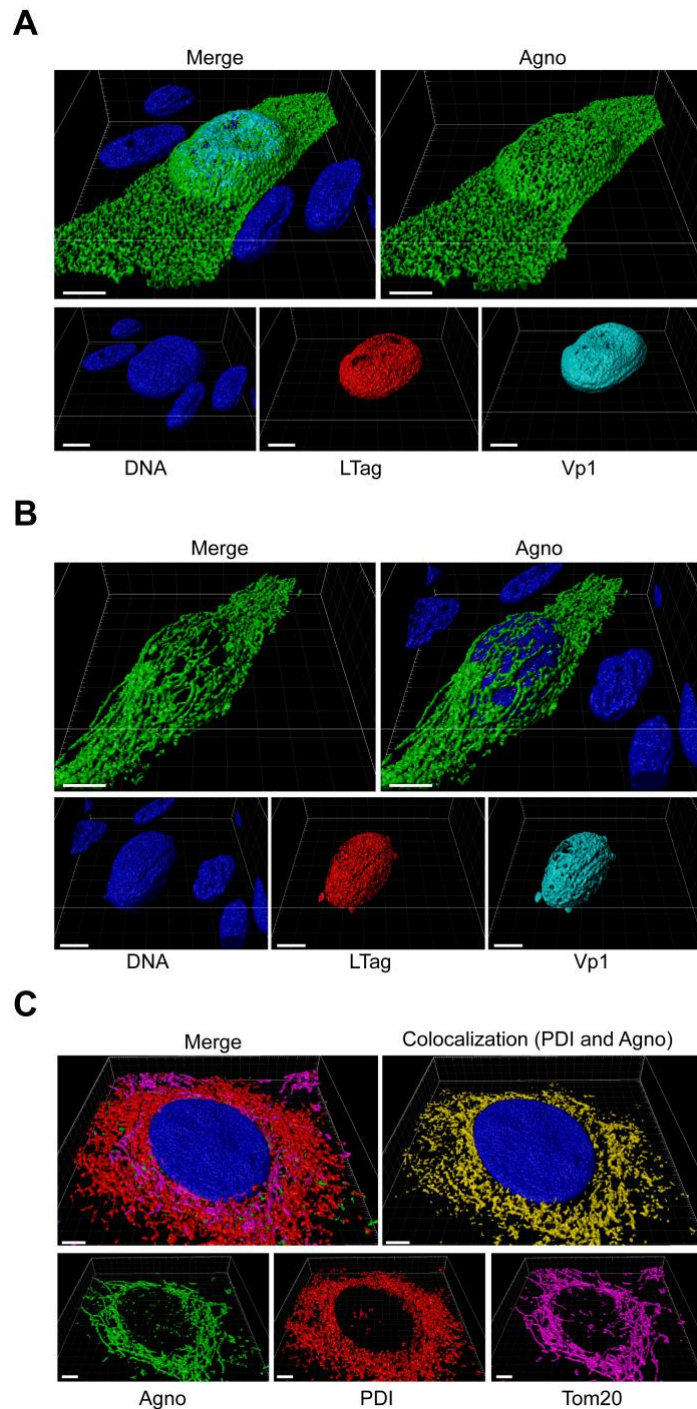 A
Merge Agno
DNA LTag Vp1
B
Merge Agno
DNA LTag Vp1
C
Merge Colocalization (PDI and Agno)
Agno PDI Tom20